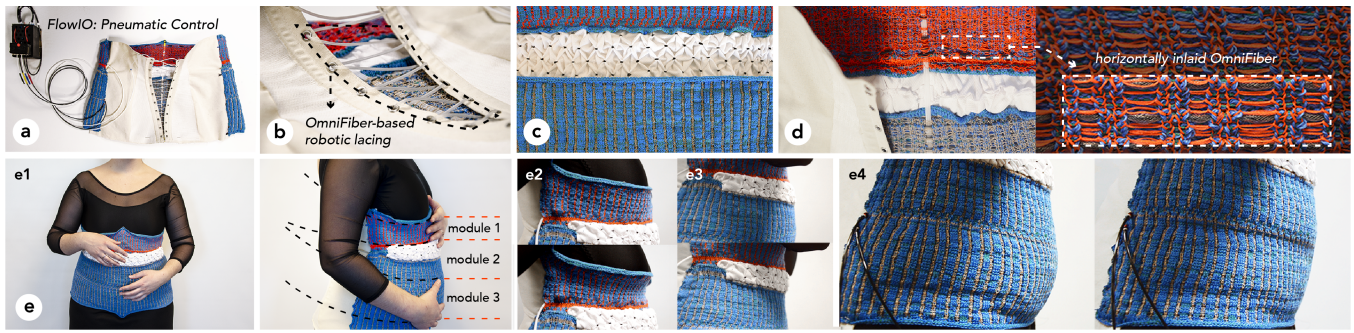 FlowIO: Pneumatic Control
a
b
OmniFiber-based
robotic lacing
c
d
horizontally inlaid OmniFiber
e1
e
module 1
module 2
module 3
e2
e3
e4